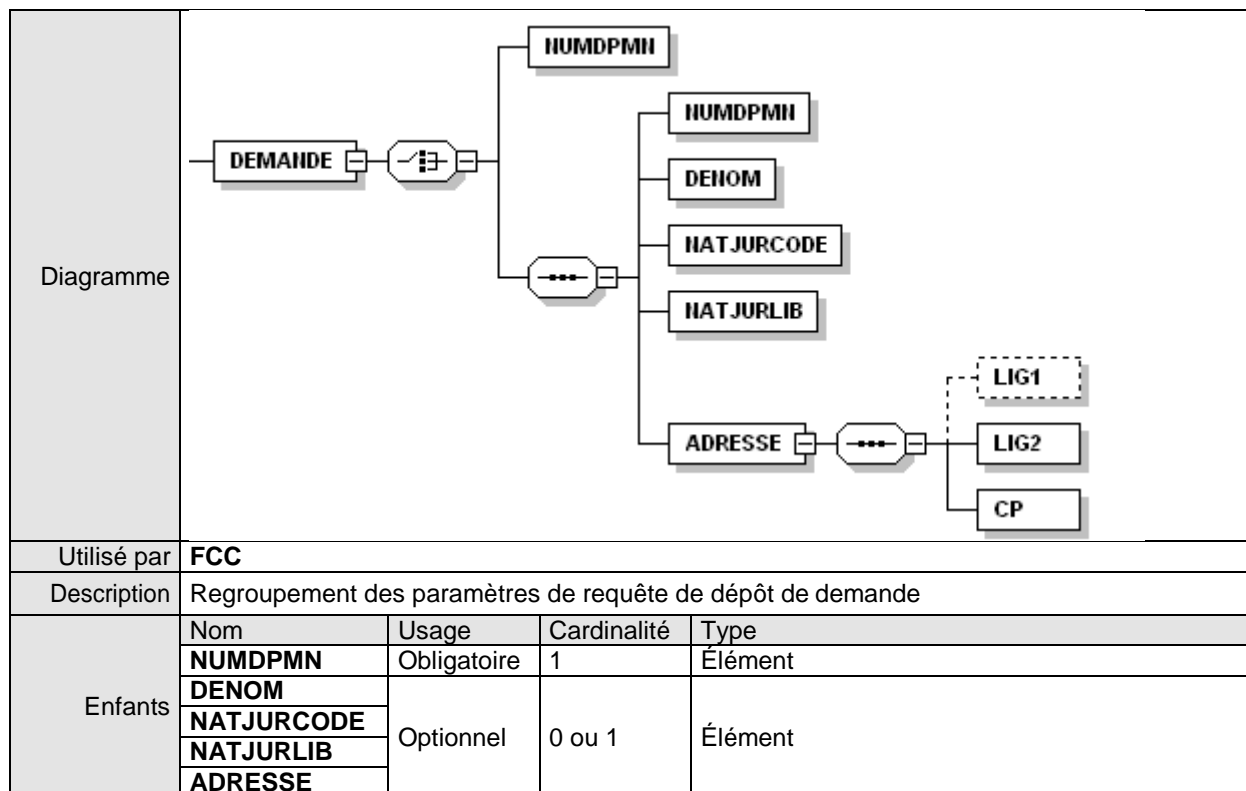 Diagramme
DEMANDE
NUMDPMN
NUMDPMN
DENOM
NATJURCODE
NATJURLIB
ADRESSE
LIG1
LIG2
CP
Utilisé par FCC
Description Regroupement des paramètres de requête de dépôt de demande
Enfants
Nom Usage Cardinalité Type
NUMDPMN Obligatoire 1 Élément
DENOM
NATJURCODE
NATJURLIB
ADRESSE
Optionnel 0 ou 1 Élément